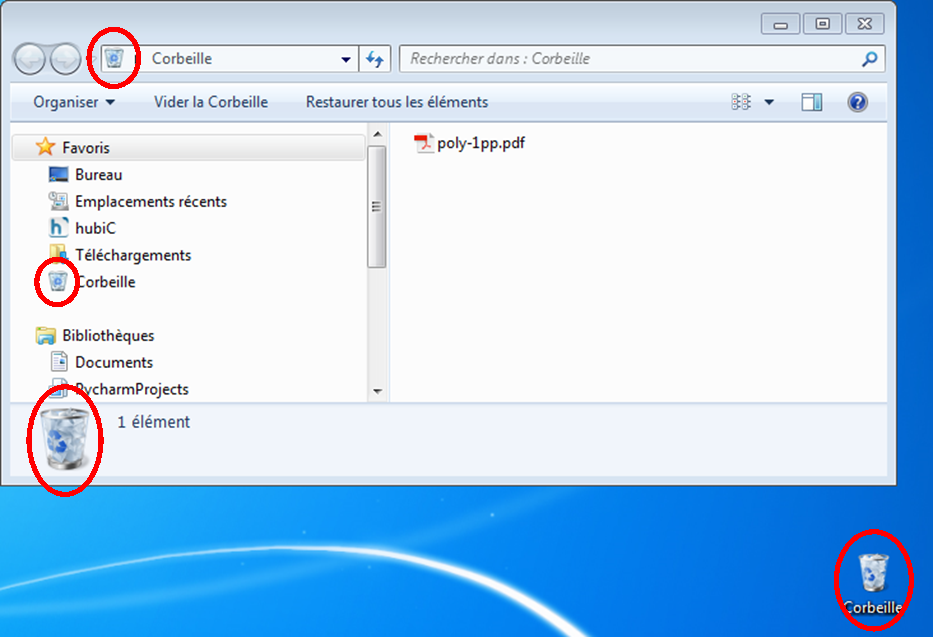 Corbeille
Rechercher dans : Corbeille
Organiser
Vider la Corbeille
Restaurer tous les éléments
Favoris
Bureau
Emplacements récents
hubiC
Téléchargements
Corbeille
Bibliothèques
Documents
PycharmProjects
poly-1pp.pdf
1 élément
Corbeille